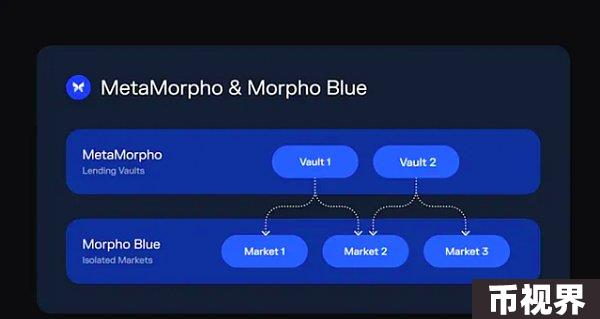 MetaMorpho & Morpho Blue
MetaMorpho
Lending Vaults
Vault 1
Vault 2
Morpho Blue
Isolated Markets
Market 1
Market 2
Market 3
币视界